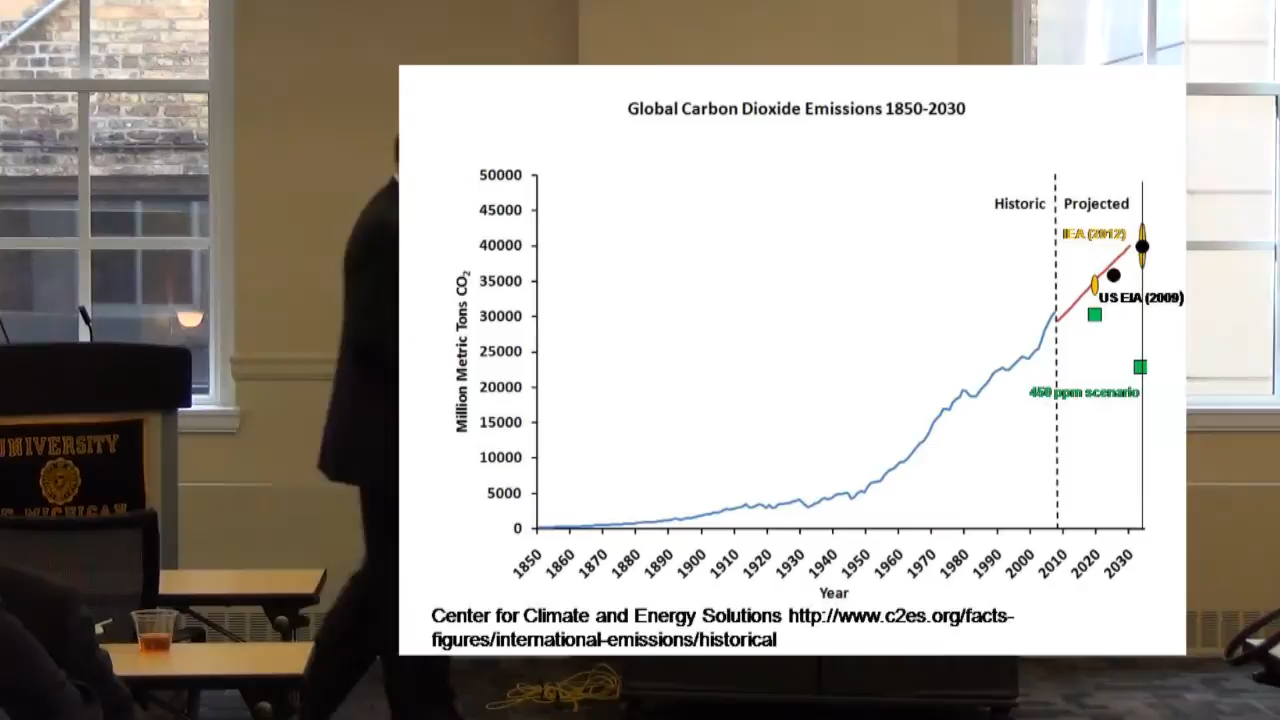 Global Carbon Dioxide Emissions 1850-2030
50000
45000
40000
35000
30000
25000
20000
15000
10000
5000
0
Million Metric Tons CO₂
Historic
Projected
IEA (2012)
US EIA (2009)
450 ppm scenario
1850 1860 1870 1880 1890 1900 1910 1920 1930 1940 1950 1960 1970 1980 1990 2000 2010 2020 2030
Year
Center for Climate and Energy Solutions http://www.c2es.org/facts-
figures/international-emissions/historical
UNIVERSITY
MICHIGAN